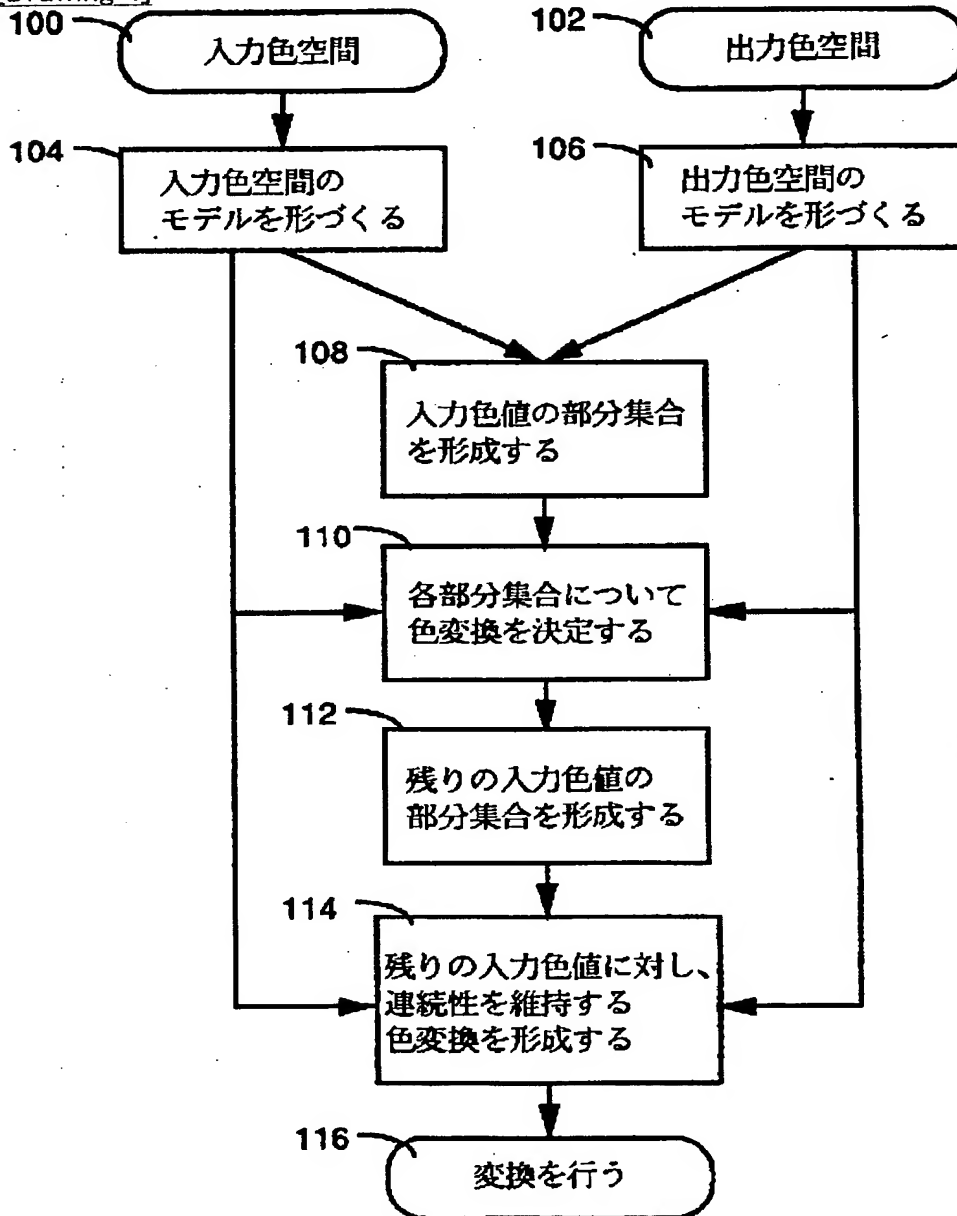 100
入力色空間
102
出力色空間
104
入力色空間の
モデルを形づくる
106
出力色空間の
モデルを形づくる
108
入力色値の部分集合
を形成する
110
各部分集合について
色変換を決定する
112
残りの入力色値の
部分集合を形成する
114
残りの入力色値に対し、
連続性を維持する
色変換を形成する
116
変換を行う